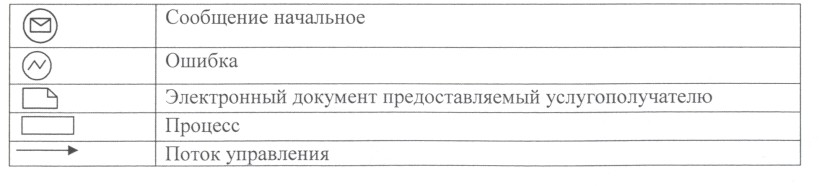 Сообщение начальное
Ошибка
Электронный документ предоставляемый услугополучателю
Процесс
Поток управления